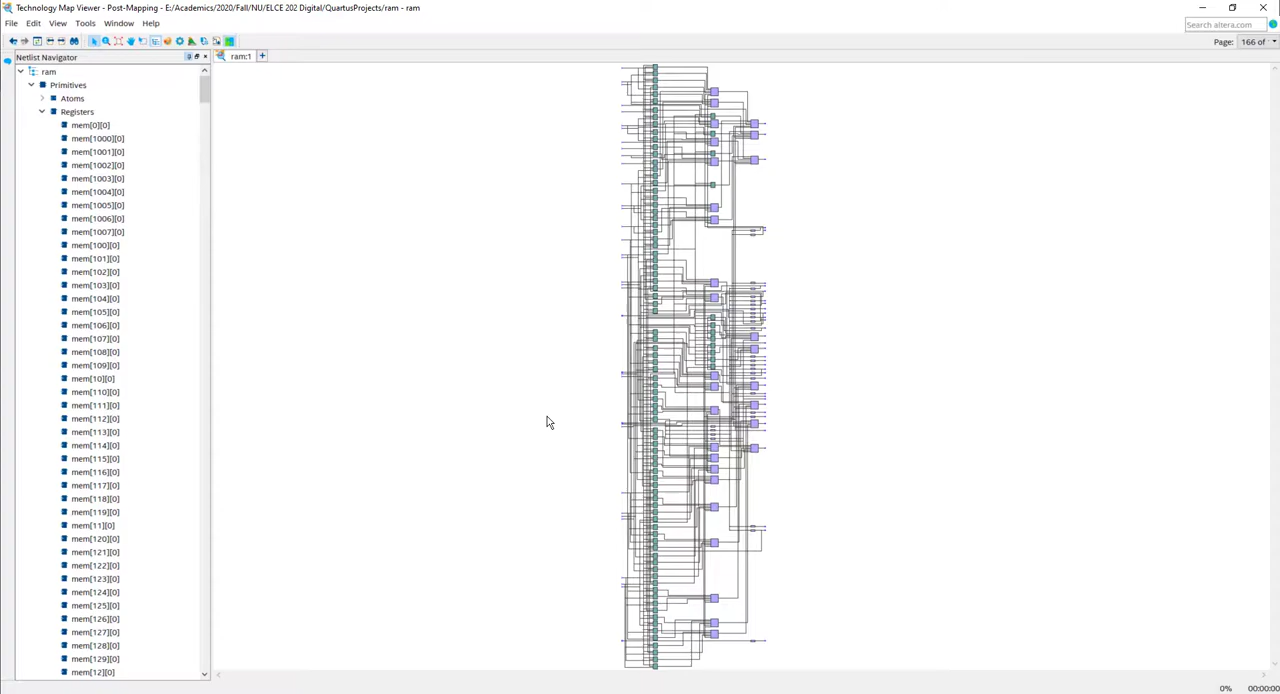 Technology Map Viewer - Post-Mapping - E:/Academics/2020/Fall/NU/ELCE 202 Digital/QuartusProjects/ram - ram
File Edit View Tools Window Help
Search altera.com
Page: 166 of
Netlist Navigator
ram:1
ram
Primitives
Atoms
Registers
mem[0][0]
mem[1000][0]
mem[1001][0]
mem[1002][0]
mem[1003][0]
mem[1004][0]
mem[1005][0]
mem[1006][0]
mem[1007][0]
mem[100][0]
mem[101][0]
mem[102][0]
mem[103][0]
mem[104][0]
mem[105][0]
mem[106][0]
mem[107][0]
mem[108][0]
mem[109][0]
mem[10][0]
mem[110][0]
mem[111][0]
mem[112][0]
mem[113][0]
mem[114][0]
mem[115][0]
mem[116][0]
mem[117][0]
mem[118][0]
mem[119][0]
mem[11][0]
mem[120][0]
mem[121][0]
mem[122][0]
mem[123][0]
mem[124][0]
mem[125][0]
mem[126][0]
mem[127][0]
mem[128][0]
mem[129][0]
mem[12][0]
0% 00:00:00